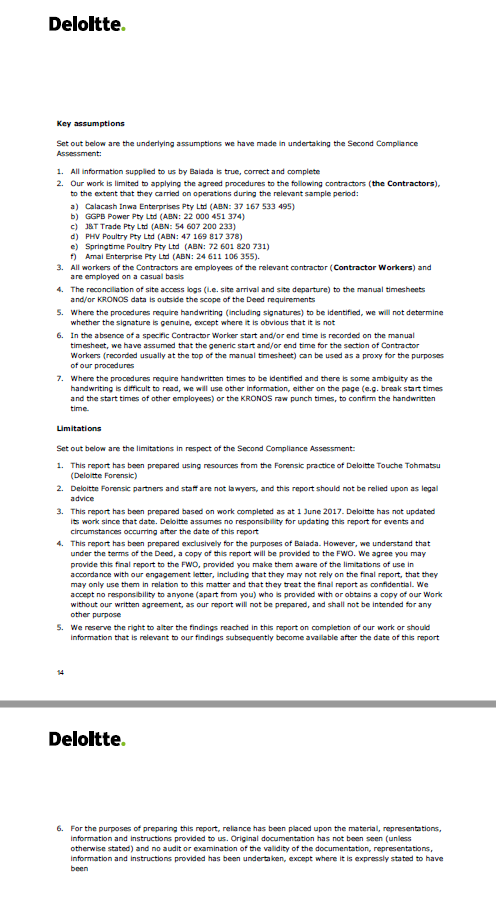 Deloitte.
Key assumptions
Set out below are the underlying assumptions we have made in undertaking the Second Compliance
Assessment:
1. All information supplied to us by Baiada is true, correct and complete
2. Our work is limited to applying the agreed procedures to the following contractors (the Contractors),
to the extent that they carried on operations during the relevant sample period:
a) Calacash Inwa Enterprises Pty Ltd (ABN: 37 167 533 495)
b) GGPB Power Pty Ltd (ABN: 22 000 451 374)
c) J&T Trade Pty Ltd (ABN: 54 607 200 233)
d) PHV Poultry Pty Ltd (ABN: 47 169 817 378)
e) Springtime Poultry Pty Ltd (ABN: 72 601 820 731)
f) Amai Enterprise Pty Ltd (ABN: 24 611 106 355).
3. All workers of the Contractors are employees of the relevant contractor (Contractor Workers) and
are employed on a casual basis
4. The reconciliation of site access logs (i.e. site arrival and site departure) to the manual timesheets
and/or KRONOS data is outside the scope of the Deed requirements
5. Where the procedures require handwriting (including signatures) to be identified, we will not determine
whether the signature is genuine, except where it is obvious that it is not
6. In the absence of a specific Contractor Worker start and/or end time is recorded on the manual
timesheet, we have assumed that the generic start and/or end time for the section of Contractor
Workers (recorded usually at the top of the manual timesheet) can be used as a proxy for the purposes
of our procedures
7. Where the procedures require handwritten times to be identified and there is some ambiguity as the
handwriting is difficult to read, we will use other information, either on the page (e.g. break start times
and the start times of other employees) or the KRONOS raw punch times, to confirm the handwritten
time.
Limitations
Set out below are the limitations in respect of the Second Compliance Assessment:
1. This report has been prepared using resources from the Forensic practice of Deloitte Touche Tohmatsu
(Deloitte Forensic)
2. Deloitte Forensic partners and staff are not lawyers, and this report should not be relied upon as legal
advice
3. This report has been prepared based on work completed as at 1 June 2017. Deloitte has not updated
its work since that date. Deloitte assumes no responsibility for updating this report for events and
circumstances occurring after the date of this report
4. This report has been prepared exclusively for the purposes of Baiada. However, we understand that
under the terms of the Deed, a copy of this report will be provided to the FWO. We agree you may
provide this final report to the FWO, provided you make them aware of the limitations of use in
accordance with our engagement letter, including that they may not rely on the final report, that they
may only use them in relation to this matter and that they treat the final report as confidential. We
accept no responsibility to anyone (apart from you) who is provided with or obtains a copy of our Work
without our written agreement, as our report will not be prepared, and shall not be intended for any
other purpose
5. We reserve the right to alter the findings reached in this report on completion of our work or should
information that is relevant to our findings subsequently become available after the date of this report
14
Deloitte.
6. For the purposes of preparing this report, reliance has been placed upon the material, representations,
information and instructions provided to us. Original documentation has not been seen (unless
otherwise stated) and no audit or examination of the validity of the documentation, representations,
information and instructions provided has been undertaken, except where it is expressly stated to have
been